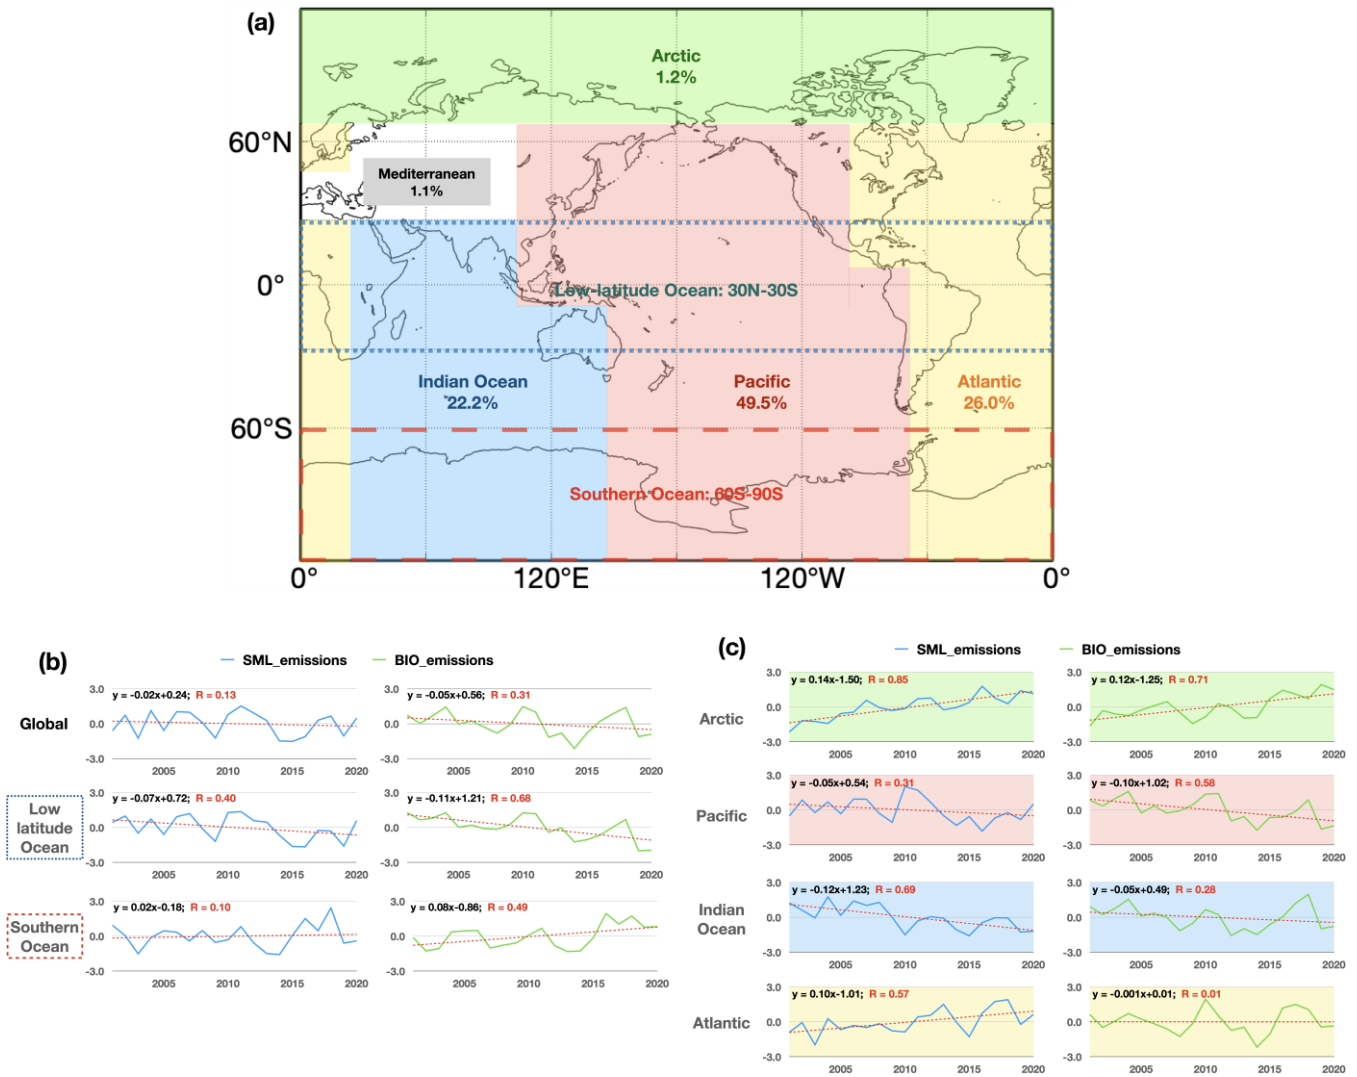 (a)
Arctic
1.2%
60°N
Mediterranean
1.1%
0°
Low-latitude Ocean: 30N-30S
Indian Ocean
22.2%
Pacific
49.5%
Atlantic
26.0%
60°S
Southern Ocean: 60S-90S
0° 120°E 120°W 0°
(b)
SML_emissions BIO_emissions
Global
3.0 y = -0.02x+0.24; R = 0.13
0.0
-3.0
2005 2010 2015 2020
3.0 y = -0.05x+0.56; R = 0.31
0.0
-3.0
2005 2010 2015 2020
Low
latitude
Ocean
3.0 y = -0.07x+0.72; R = 0.40
0.0
-3.0
2005 2010 2015 2020
3.0 y = -0.11x+1.21; R = 0.68
0.0
-3.0
2005 2010 2015 2020
Southern
Ocean
3.0 y = 0.02x-0.18; R = 0.10
0.0
-3.0
2005 2010 2015 2020
3.0 y = 0.08x-0.86; R = 0.49
0.0
-3.0
2005 2010 2015 2020
(c)
SML_emissions BIO_emissions
Arctic
3.0 y = 0.14x-1.50; R = 0.85
0.0
-3.0
2005 2010 2015 2020
3.0 y = 0.12x-1.25; R = 0.71
0.0
-3.0
2005 2010 2015 2020
Pacific
3.0 y = -0.05x+0.54; R = 0.31
0.0
-3.0
2005 2010 2015 2020
3.0 y = -0.10x+1.02; R = 0.58
0.0
-3.0
2005 2010 2015 2020
Indian
Ocean
3.0 y = -0.12x+1.23; R = 0.69
0.0
-3.0
2005 2010 2015 2020
3.0 y = -0.05x+0.49; R = 0.28
0.0
-3.0
2005 2010 2015 2020
Atlantic
3.0 y = 0.10x-1.01; R = 0.57
0.0
-3.0
2005 2010 2015 2020
3.0 y = -0.001x+0.01; R = 0.01
0.0
-3.0
2005 2010 2015 2020